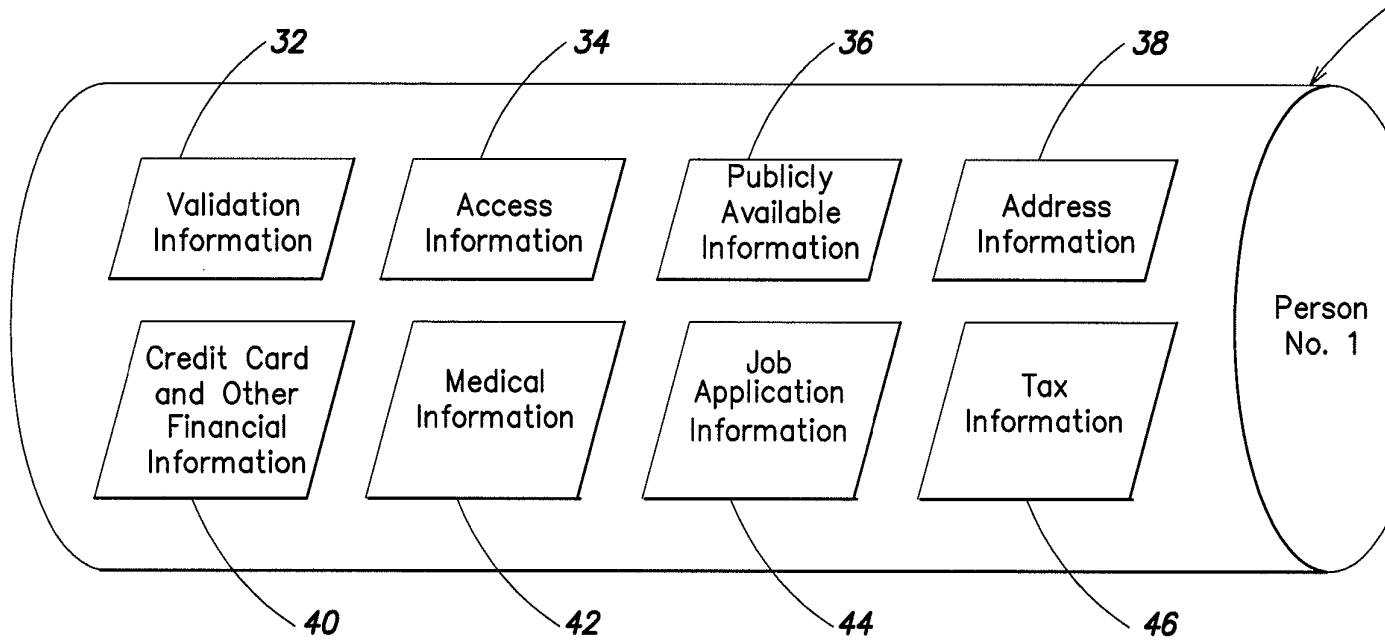 32
34
36
38
Validation
Information
Access
Information
Publicly
Available
Information
Address
Information
Person
No. 1
Credit Card
and Other
Financial
Information
Medical
Information
Job
Application
Information
Tax
Information
40
42
44
46